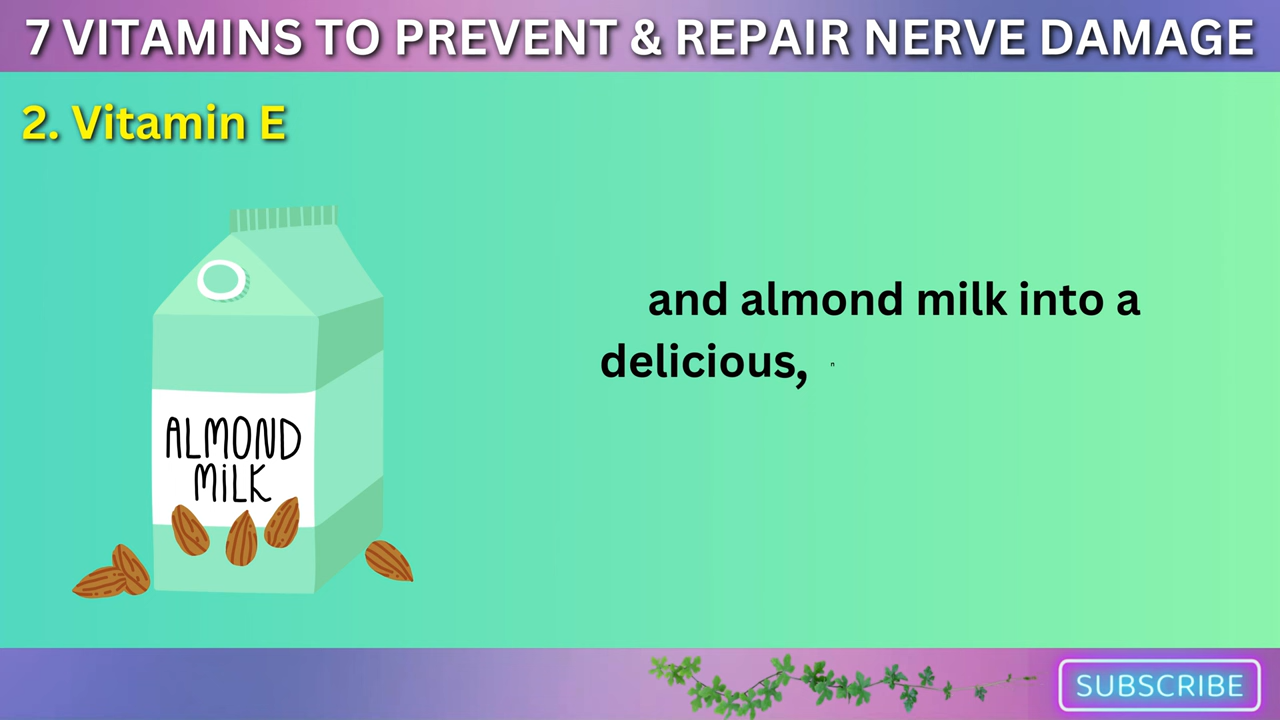 7 VITAMINS TO PREVENT & REPAIR NERVE DAMAGE
2. Vitamin E
ALMOND
MiLK
and almond milk into a
delicious,
SUBSCRIBE